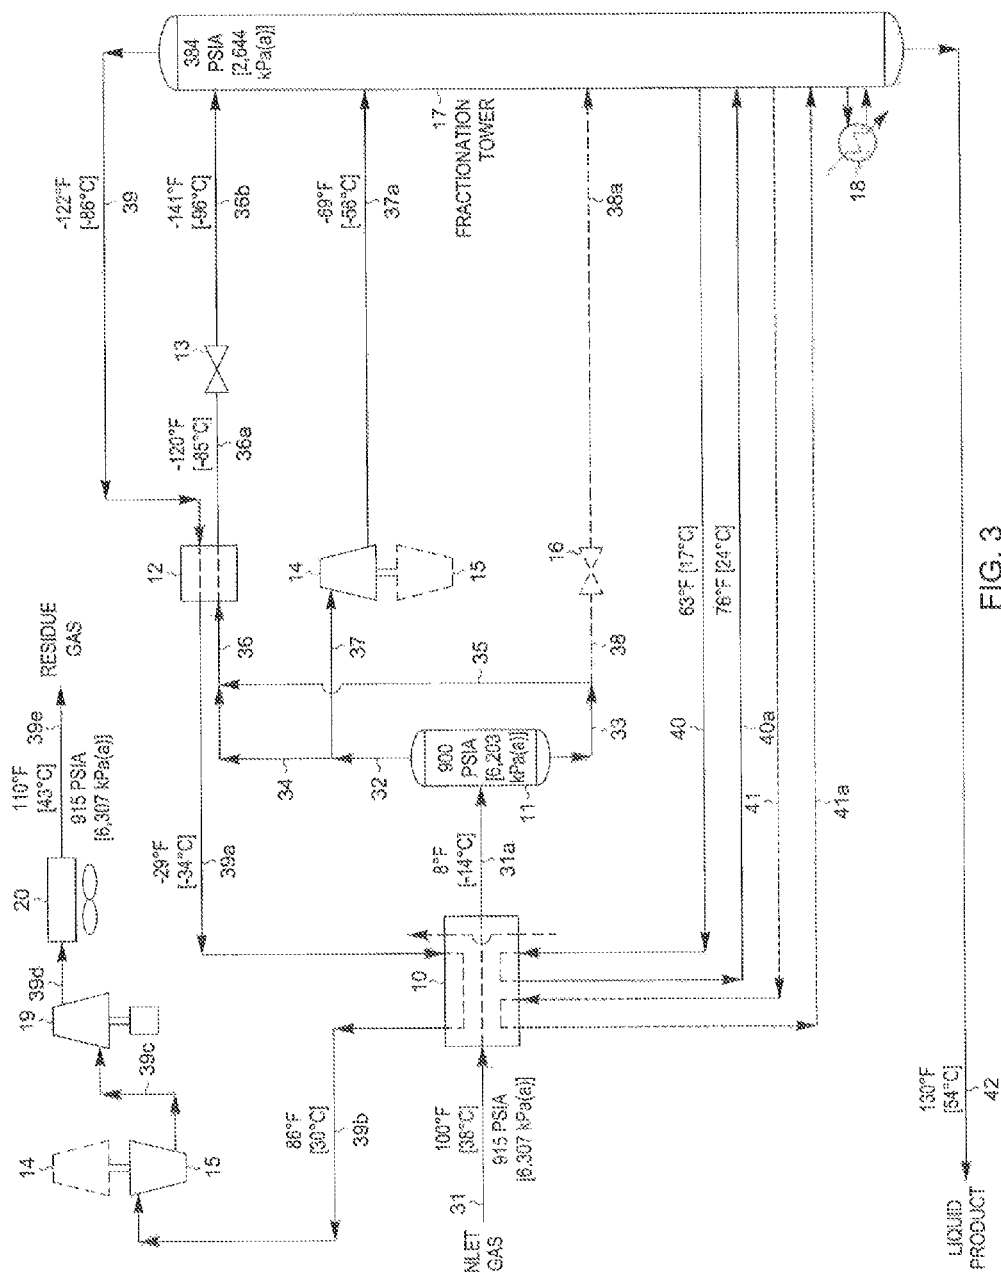 RESIDUE
GAS
39e
110°F
[43°C]
915 PSIA
[6,307 kPa(a)]
20
39d
19
39c
14
15
86°F
[30°C]
39b
-29°F
[-34°C]
39a
12
-122°F
[-86°C]
39
-120°F
[-85°C]
36a
13
-141°F
[-96°C]
36b
384
PSIA
[2,644
kPa(a)]
36
34
37
35
32
14
15
-69°F
[-56°C]
37a
17
FRACTIONATION
TOWER
INLET
GAS
31
100°F
[38°C]
915 PSIA
[6,307 kPa(a)]
10
8°F
[-14°C]
31a
900
PSIA
[6,203
kPa(a)]
11
33
38
16
38a
18
63°F [17°C]
76°F [24°C]
40
40a
41
41a
LIQUID
PRODUCT
130°F
[54°C]
42
FIG. 3